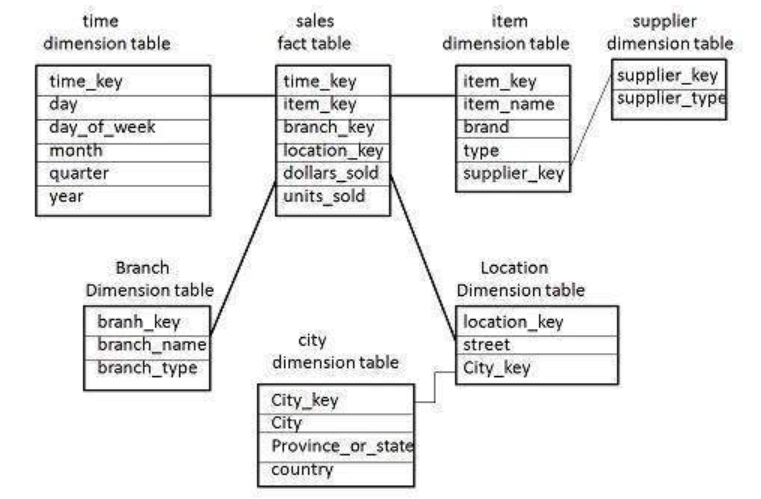 time
dimension table
time_key
day
day_of_week
month
quarter
year
sales
fact table
time_key
item_key
branch_key
location_key
dollars_sold
units_sold
item
dimension table
item_key
item_name
brand
type
supplier_key
supplier
dimension table
supplier_key
supplier_type
Branch
Dimension table
branh_key
branch_name
branch_type
city
dimension table
City_key
City
Province_or_state
country
Location
Dimension table
location_key
street
City_key